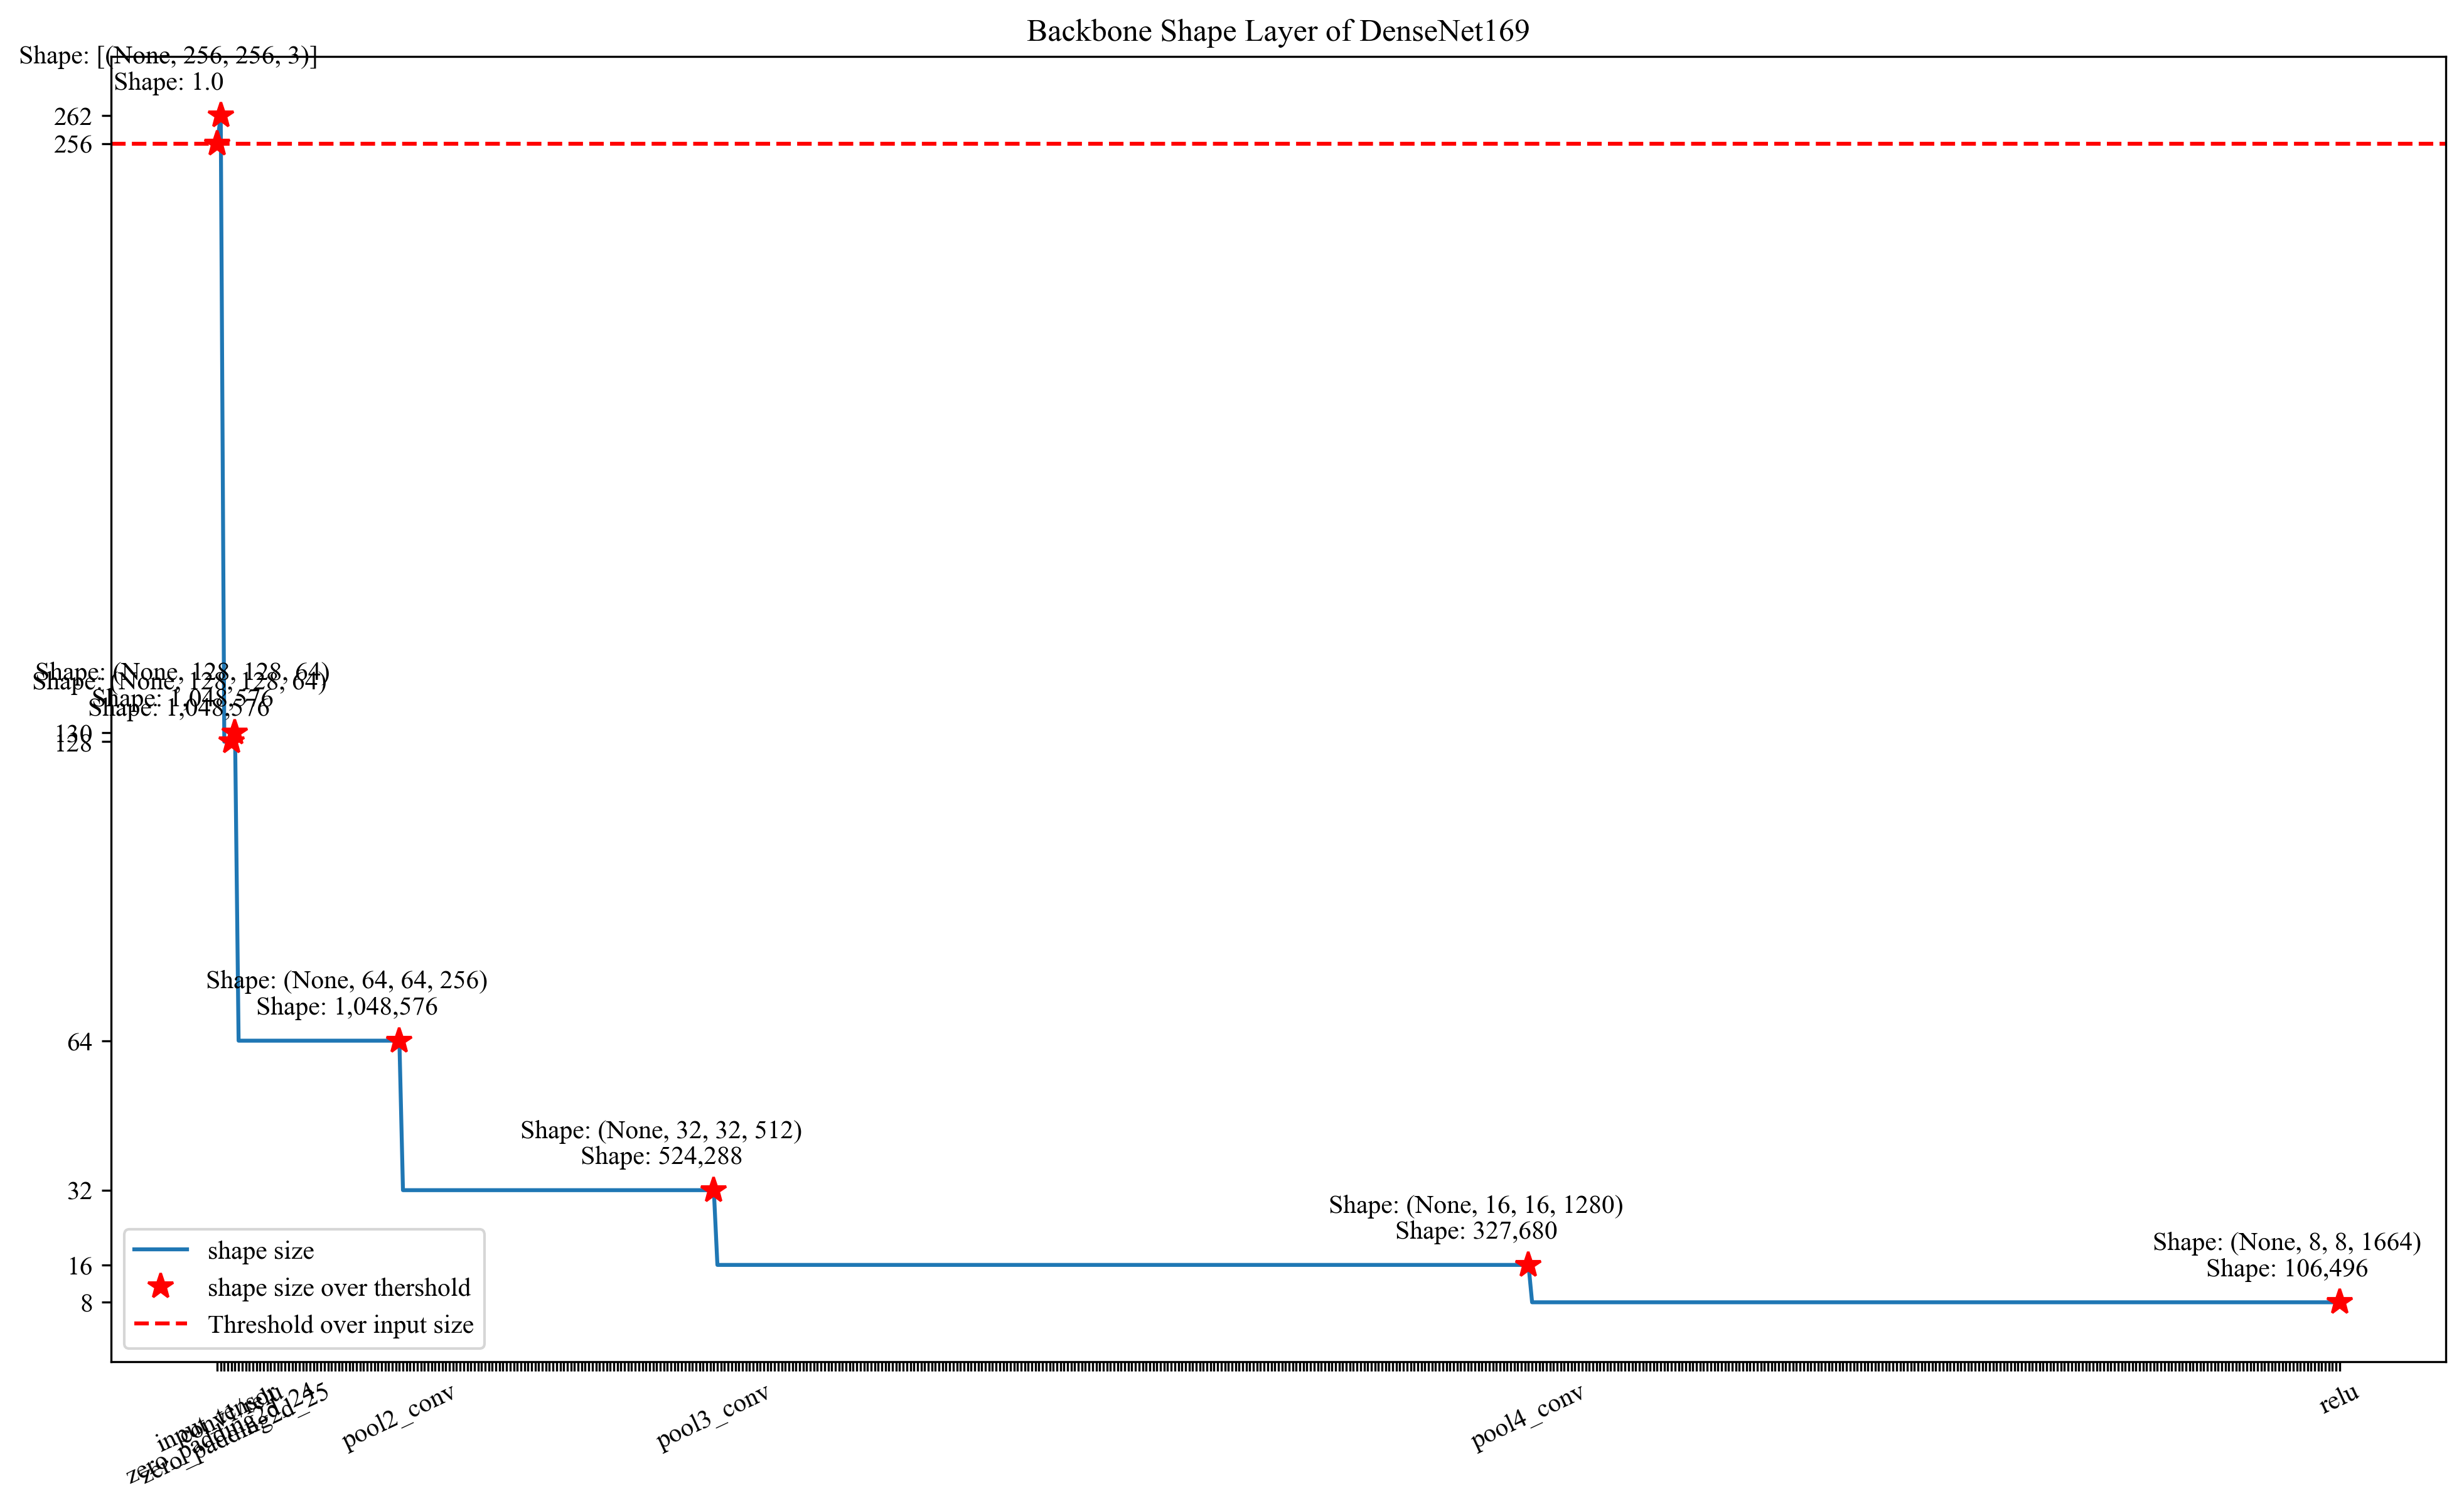 Backbone Shape Layer of DenseNet169
Shape: [(None, 256, 256, 3)]
Shape: 1.0
262
256
Shape: (None, 128, 128, 64)
Shape: (None, 128, 128, 64)
Shape: 1,048,576
Shape: 1,048,576
130
128
Shape: (None, 64, 64, 256)
Shape: 1,048,576
64
Shape: (None, 32, 32, 512)
Shape: 524,288
32
Shape: (None, 16, 16, 1280)
Shape: 327,680
16
Shape: (None, 8, 8, 1664)
Shape: 106,496
8
shape size
shape size over thershold
Threshold over input size
zero_padding2d_24
zero_padding2d_25
pool2_conv
pool3_conv
pool4_conv
relu